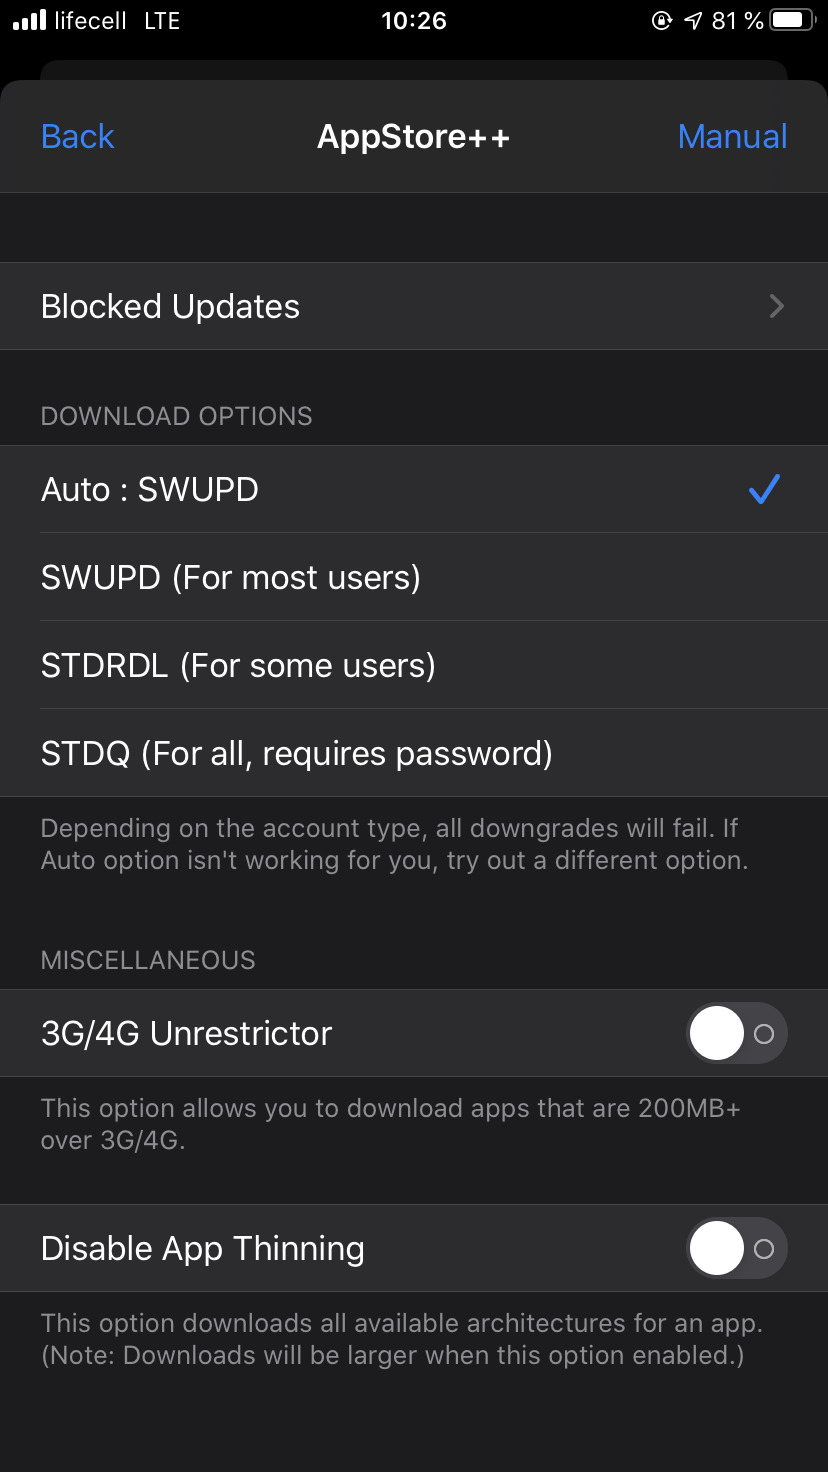 lifecell LTE 10:26 81 %
Back AppStore++ Manual
Blocked Updates
DOWNLOAD OPTIONS
Auto : SWUPD
SWUPD (For most users)
STDRDL (For some users)
STDQ (For all, requires password)
Depending on the account type, all downgrades will fail. If
Auto option isn't working for you, try out a different option.
MISCELLANEOUS
3G/4G Unrestrictor
This option allows you to download apps that are 200MB+
over 3G/4G.
Disable App Thinning
This option downloads all available architectures for an app.
(Note: Downloads will be larger when this option enabled.)